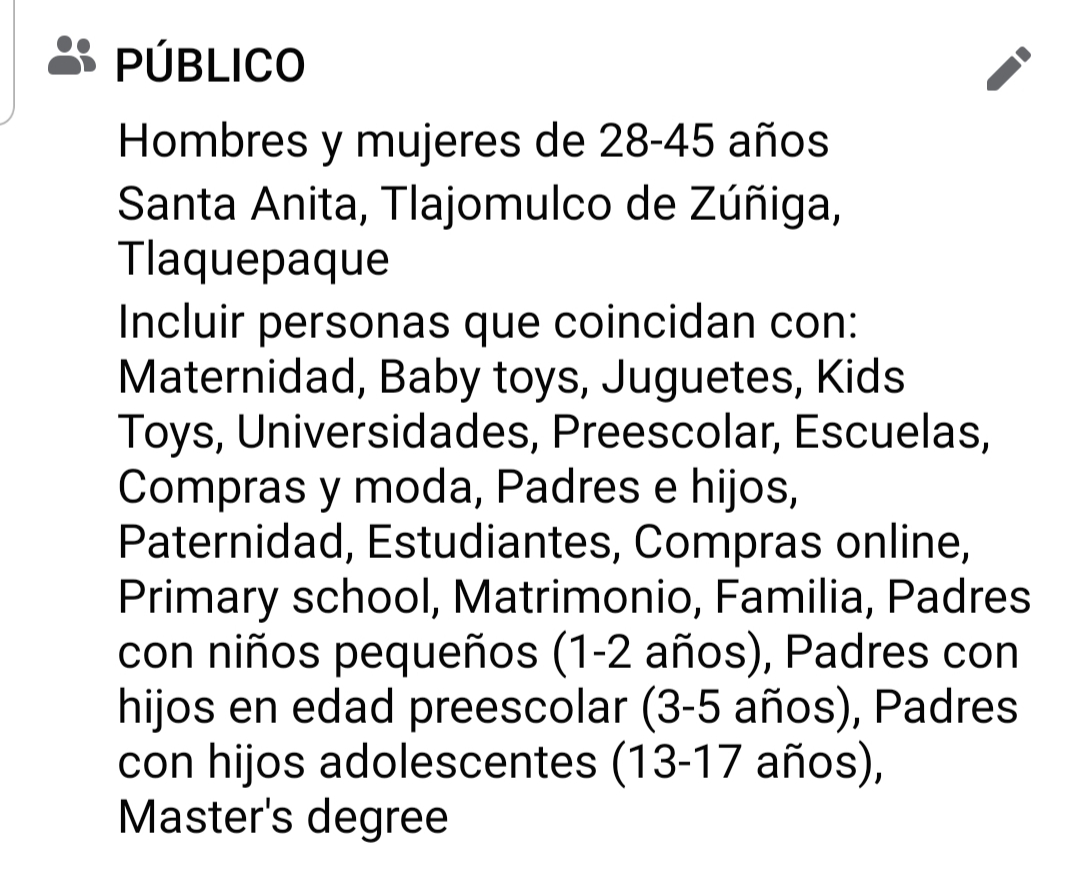 PÚBLICO
Hombres y mujeres de 28-45 años
Santa Anita, Tlajomulco de Zúñiga,
Tlaquepaque
Incluir personas que coincidan con:
Maternidad, Baby toys, Juguetes, Kids
Toys, Universidades, Preescolar, Escuelas,
Compras y moda, Padres e hijos,
Paternidad, Estudiantes, Compras online,
Primary school, Matrimonio, Familia, Padres
con niños pequeños (1-2 años), Padres con
hijos en edad preescolar (3-5 años), Padres
con hijos adolescentes (13-17 años),
Master's degree